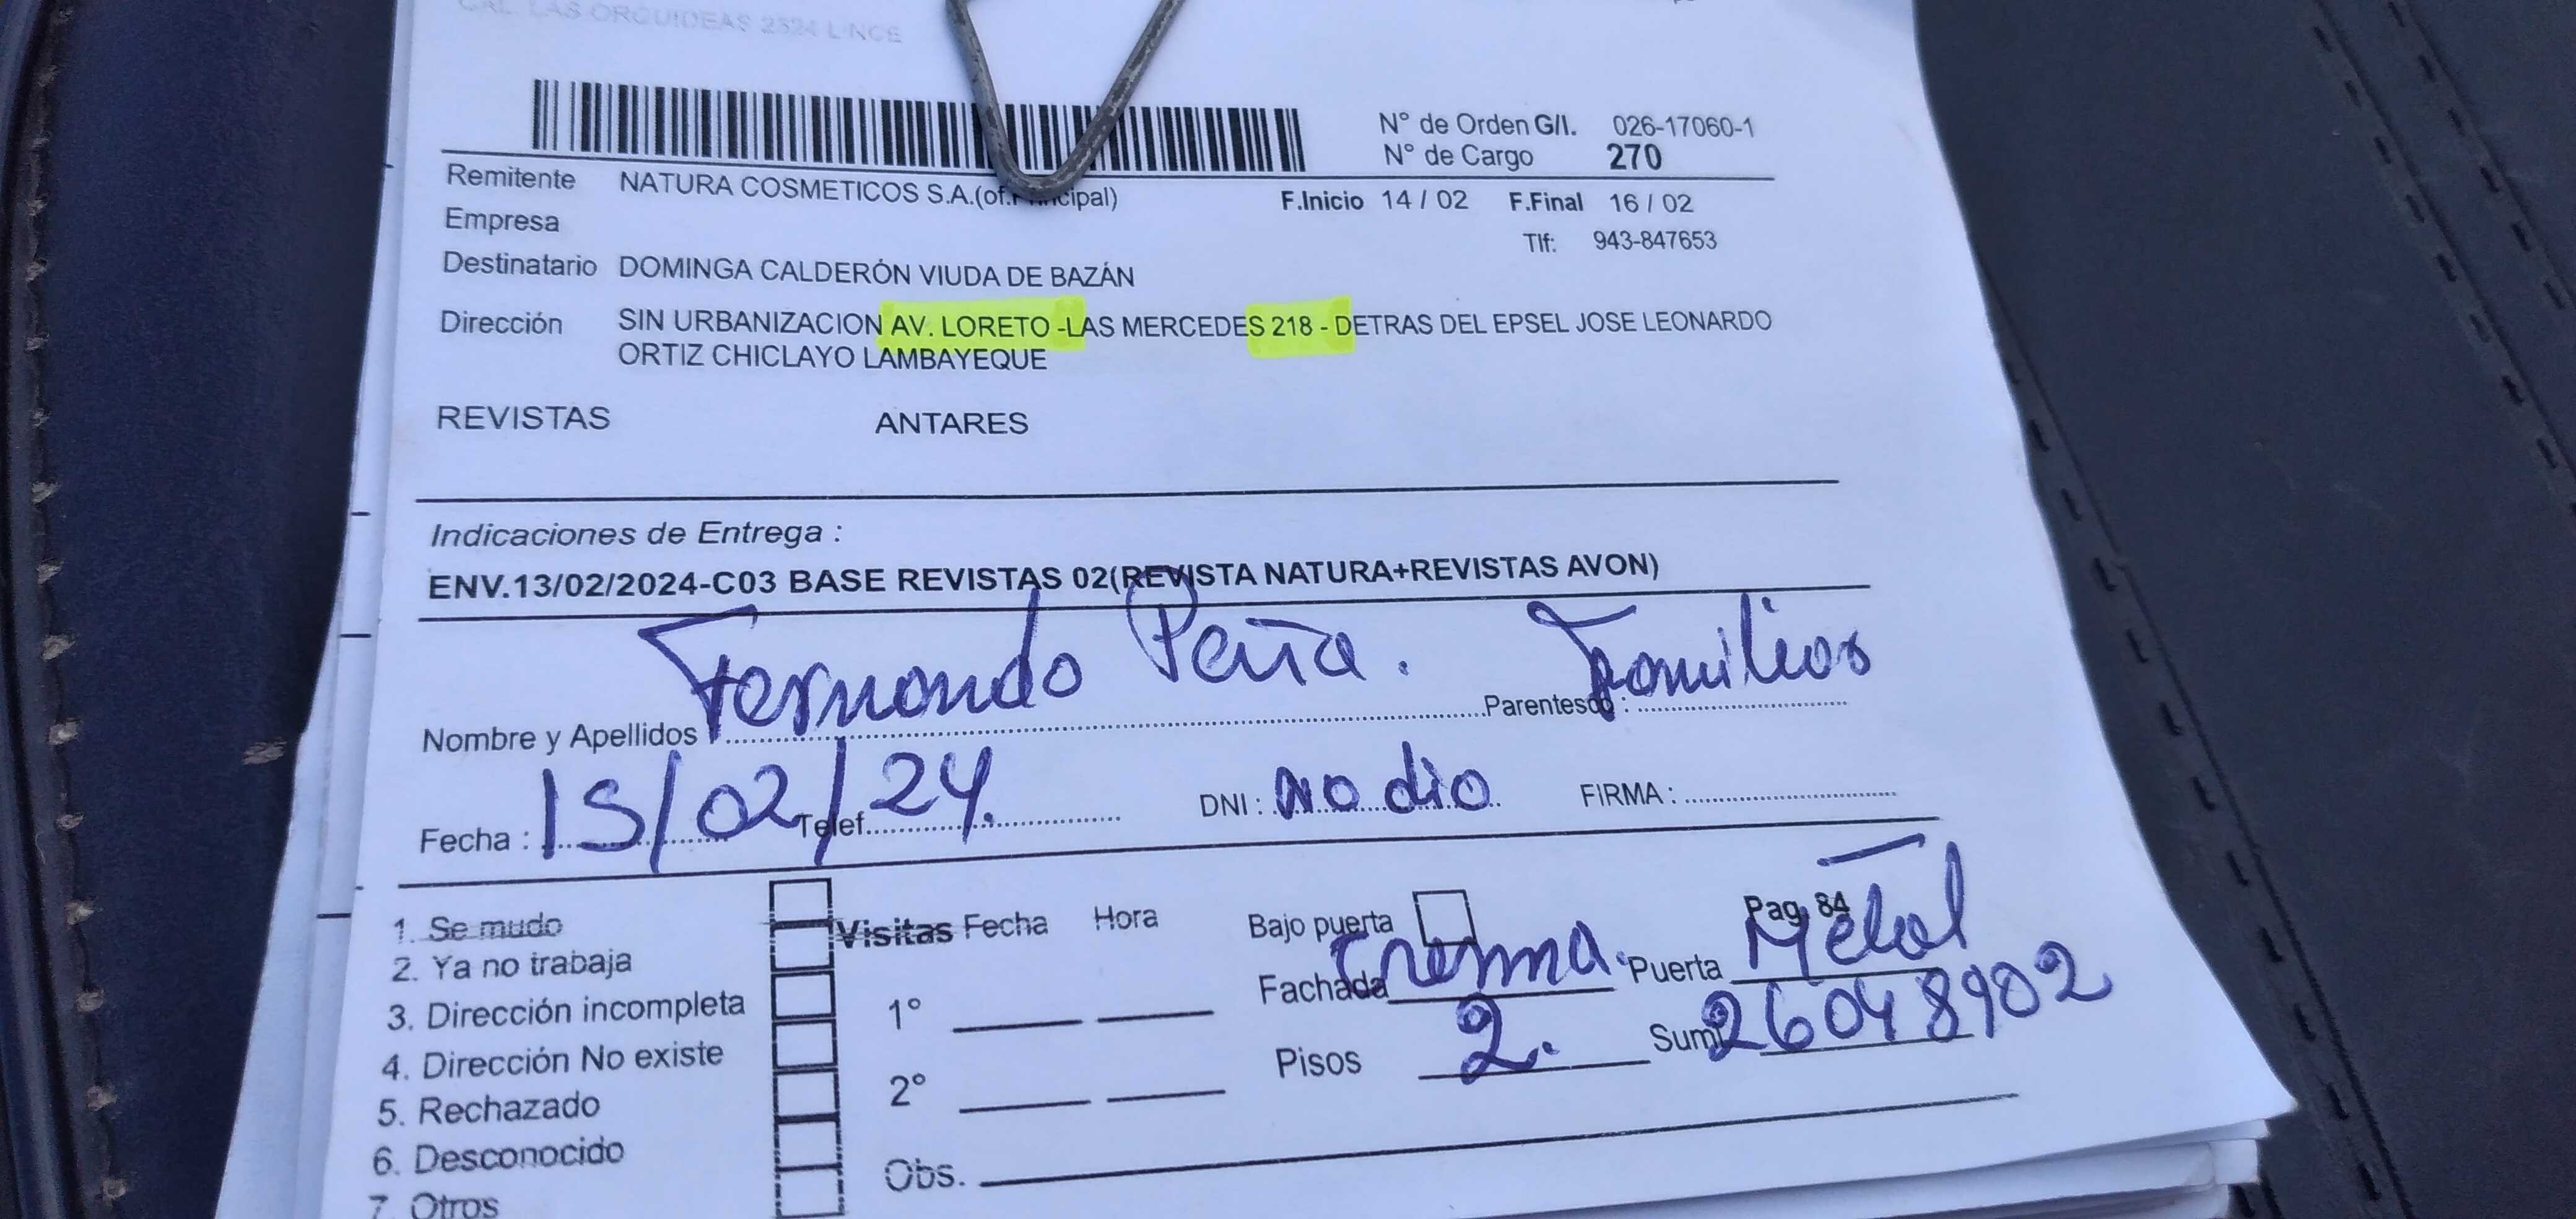 CAL. LAS ORQUIDEAS 2324 LINCE
N° de Orden G/I. 026-17060-1
N° de Cargo 270
Remitente NATURA COSMETICOS S.A.(of. cipal)
F.Inicio 14 / 02 F.Final 16 / 02
Empresa
Tlf: 943-847653
Destinatario DOMINGA CALDERÓN VIUDA DE BAZÁN
Dirección SIN URBANIZACION AV. LORETO -LAS MERCEDES 218 - DETRAS DEL EPSEL JOSE LEONARDO
ORTIZ CHICLAYO LAMBAYEQUE
REVISTAS ANTARES
Indicaciones de Entrega :
ENV.13/02/2024-C03 BASE REVISTAS 02(REVISTA NATURA+REVISTAS AVON)
Nombre y Apellidos Fernando Peña. Parentesco : Familiar
Fecha : 15/02/24. Telef. DNI : no dio FIRMA :
1. Se mudo
2. Ya no trabaja
3. Dirección incompleta
4. Dirección No existe
5. Rechazado
6. Desconocido
7. Otros
Visitas Fecha Hora
1°
2°
Obs.
Bajo puerta Pag. 84
Fachada Crema. Puerta Metal
Pisos 2. Sum. 26048902